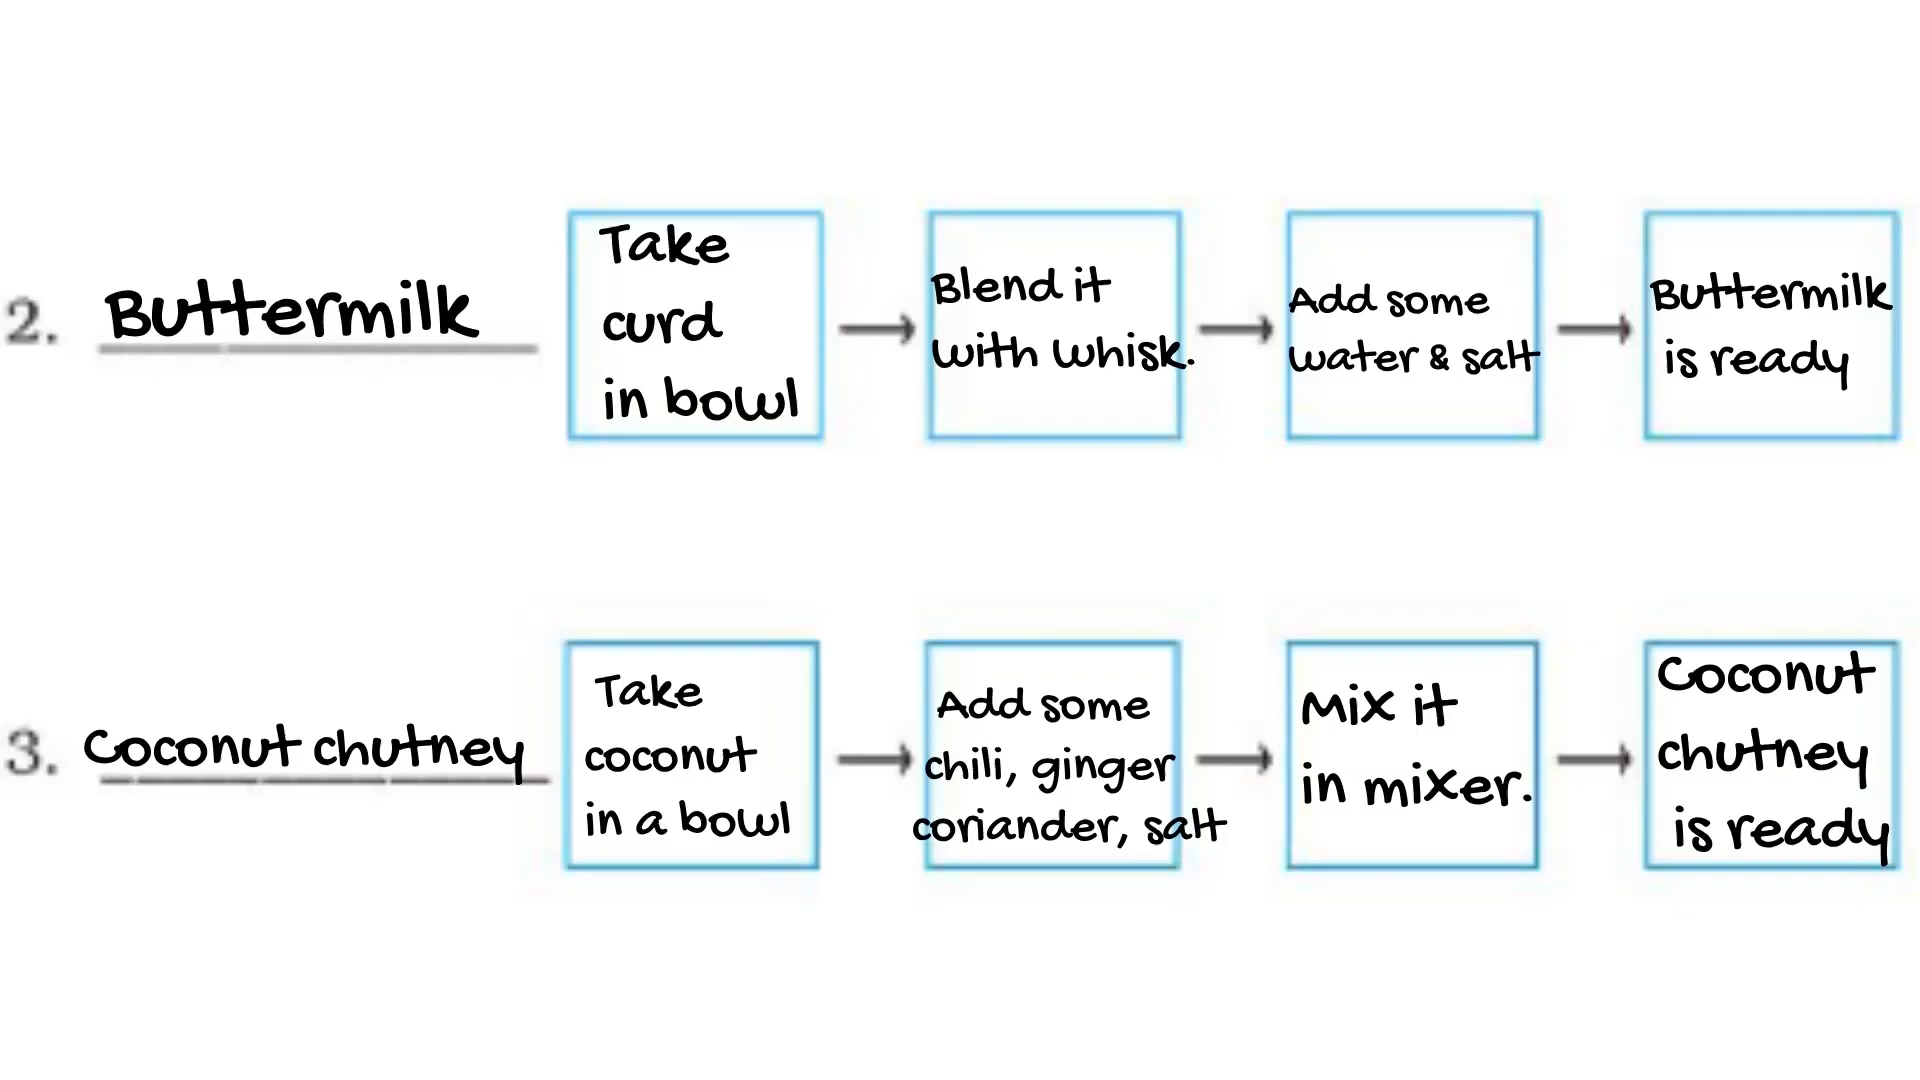 2. Buttermilk
Take
curd
in bowl
Blend it
with whisk.
Add some
water & salt
Buttermilk
is ready
3. Coconut chutney
Take
coconut
in a bowl
Add some
chili, ginger
coriander, salt
Mix it
in mixer.
Coconut
chutney
is ready